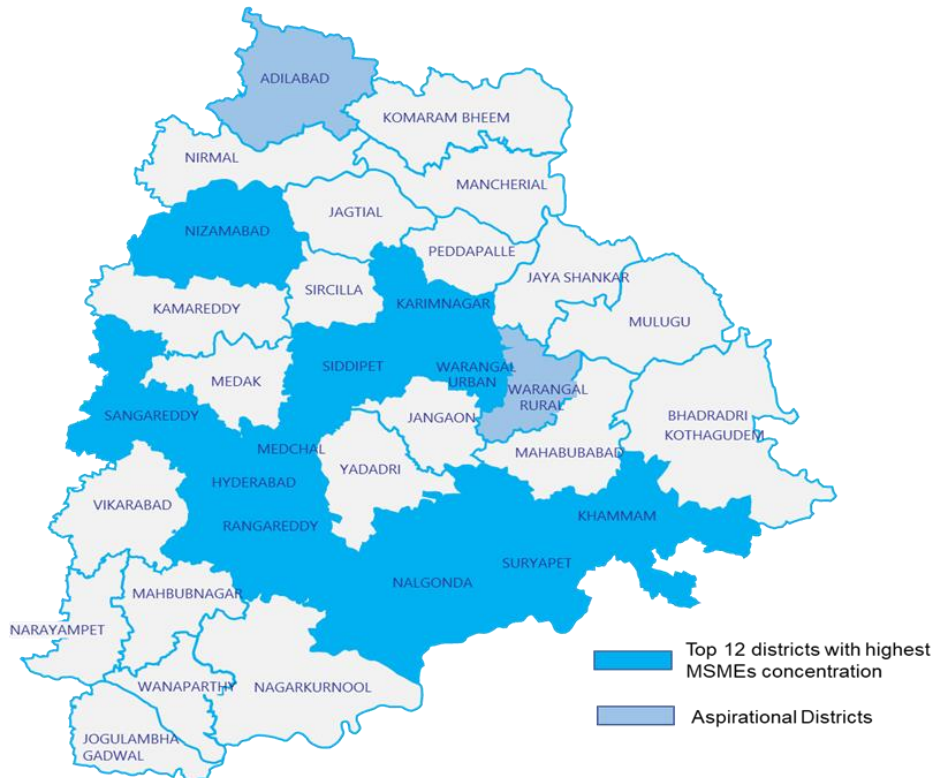 ADILABAD
KOMARAM BHEEM
NIRMAL
MANCHERIAL
JAGTIAL
NIZAMABAD
PEDDAPALLE
JAYA SHANKAR
SIRCILLA
KARIMNAGAR
KAMAREDDY
MULUGU
SIDDIPET
WARANGAL
URBAN
MEDAK
WARANGAL
RURAL
SANGAREDDY
JANGAON
BHADRADRI
KOTHAGUDEM
MEDCHAL
MAHABUBABAD
YADADRI
HYDERABAD
VIKARABAD
KHAMMAM
RANGAREDDY
SURYAPET
NALGONDA
MAHBUBNAGAR
NARAYAMPET
WANAPARTHY
NAGARKURNOOL
JOGULAMBHA
GADWAL
Top 12 districts with highest
MSMEs concentration
Aspirational Districts